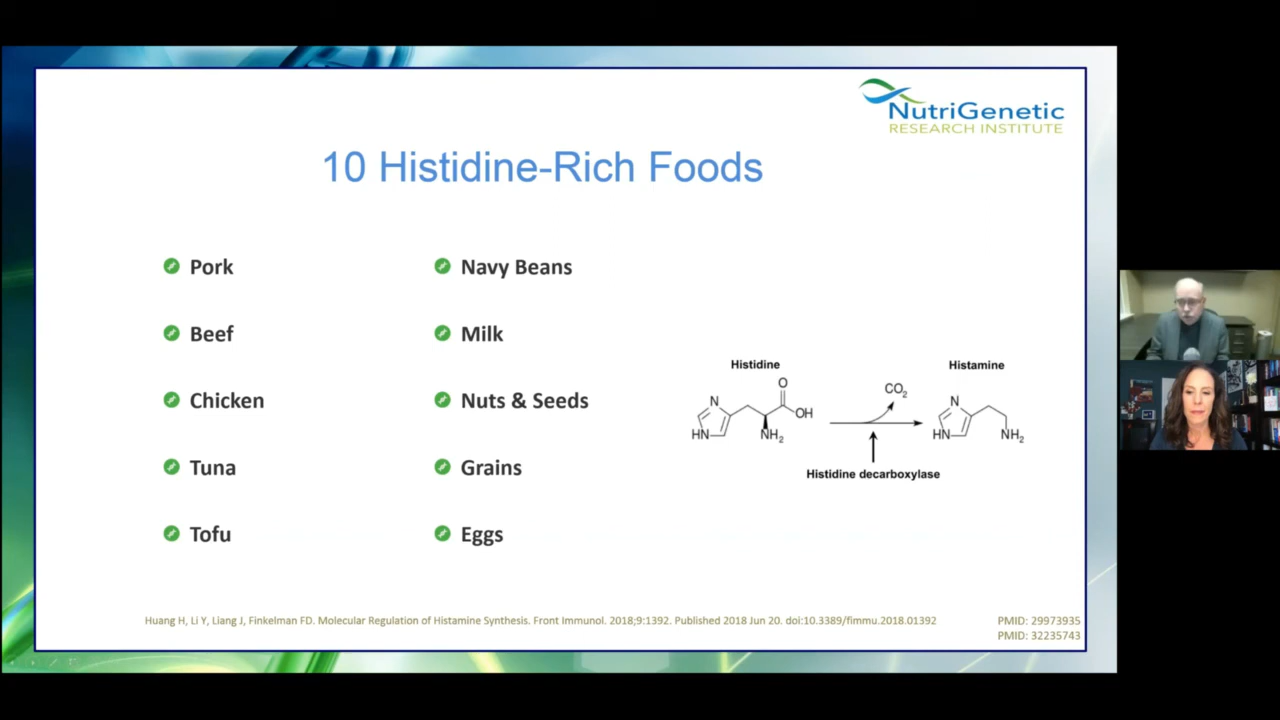 NutriGenetic
RESEARCH INSTITUTE
10 Histidine-Rich Foods
Pork
Beef
Chicken
Tuna
Tofu
Navy Beans
Milk
Nuts & Seeds
Grains
Eggs
Histidine
N
HN
O
OH
NH2
CO2
Histidine decarboxylase
Histamine
N
HN
NH2
Huang H, Li Y, Liang J, Finkelman FD. Molecular Regulation of Histamine Synthesis. Front Immunol. 2018;9:1392. Published 2018 Jun 20. doi:10.3389/fimmu.2018.01392
PMID: 29973935
PMID: 32235743